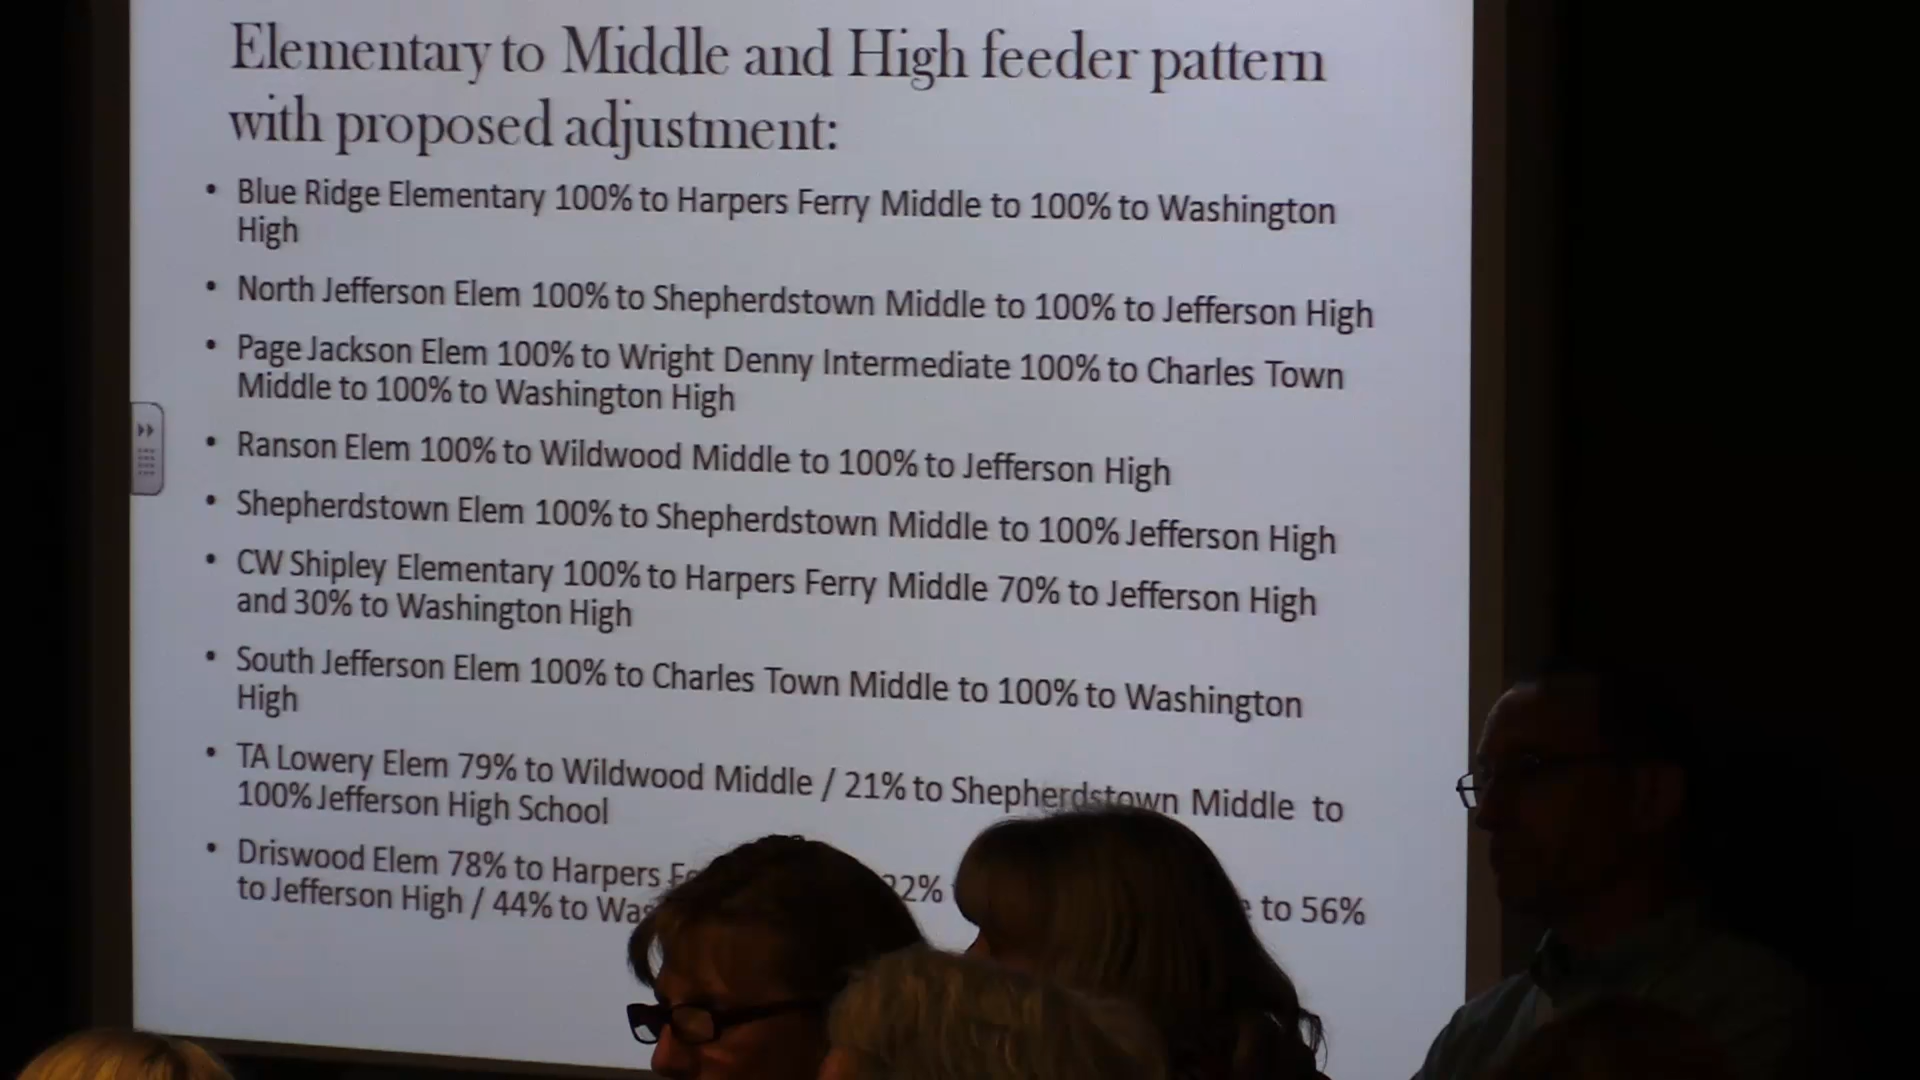 Elementary to Middle and High feeder pattern
with proposed adjustment:
• Blue Ridge Elementary 100% to Harpers Ferry Middle to 100% to Washington
High
• North Jefferson Elem 100% to Shepherdstown Middle to 100% to Jefferson High
• Page Jackson Elem 100% to Wright Denny Intermediate 100% to Charles Town
Middle to 100% to Washington High
• Ranson Elem 100% to Wildwood Middle to 100% to Jefferson High
• Shepherdstown Elem 100% to Shepherdstown Middle to 100% Jefferson High
• CW Shipley Elementary 100% to Harpers Ferry Middle 70% to Jefferson High
and 30% to Washington High
• South Jefferson Elem 100% to Charles Town Middle to 100% to Washington
High
• TA Lowery Elem 79% to Wildwood Middle / 21% to Shepherdstown Middle to
100% Jefferson High School
• Driswood Elem 78% to Harpers 22% to 56%
to Jefferson High / 44% to